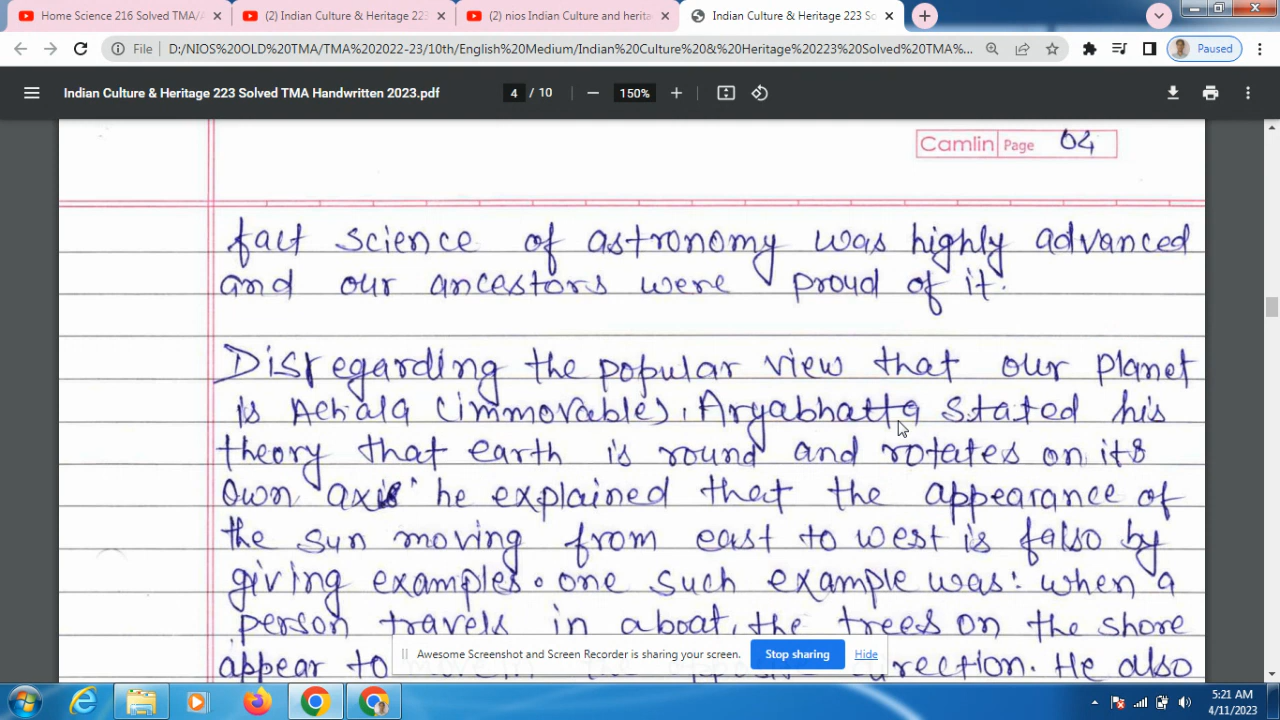 Home Science 216 Solved TMA/
(2) Indian Culture & Heritage 223
(2) nios Indian culture and herita
Indian Culture & Heritage 223 So
File
D:/NIOS%20OLD%20TMA/TMA%202022-23/10th/English%20Medium/Indian%20Culture%20&%20Heritage%20223%20Solved%20TMA%...
Paused
Indian Culture & Heritage 223 Solved TMA Handwritten 2023.pdf
4 / 10
150%
Camlin Page 04
fact science of astronomy was highly advanced
and our ancestors were proud of it.
Disregarding the popular view that our planet
is Achala (immovable), Aryabhatta stated his
theory that earth is round and rotates on its
own axis' he explained that the appearance of
the sun moving from east to west is falso by
giving examples. one such example was: when a
person travels in a boat, the trees on the shore
appear to rection. He also
Awesome Screenshot and Screen Recorder is sharing your screen.
Stop sharing
Hide
5:21 AM
4/11/2023